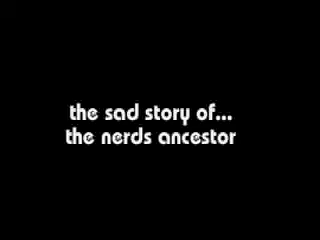 the sad story of...
the nerds ancestor